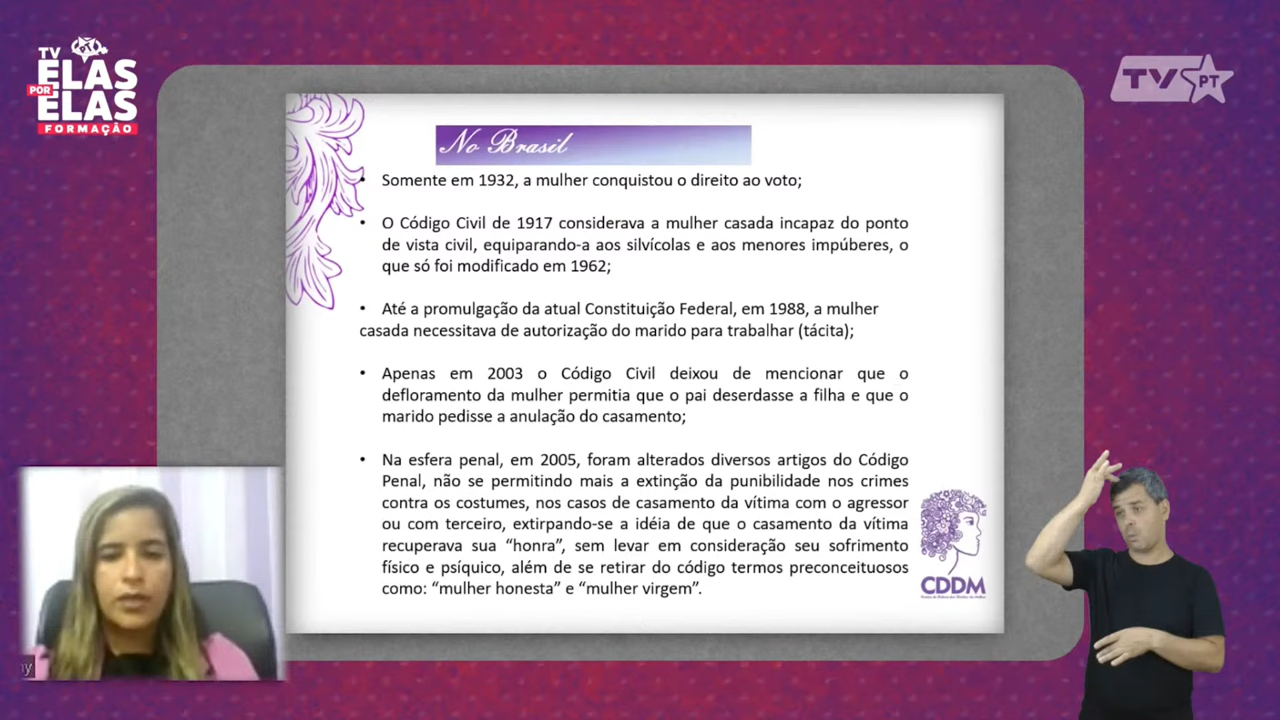 TV
ELAS
POR
ELAS
FORMAÇÃO
TV PT
No Brasil
• Somente em 1932, a mulher conquistou o direito ao voto;
• O Código Civil de 1917 considerava a mulher casada incapaz do ponto
de vista civil, equiparando-a aos silvícolas e aos menores impúberes, o
que só foi modificado em 1962;
• Até a promulgação da atual Constituição Federal, em 1988, a mulher
casada necessitava de autorização do marido para trabalhar (tácita);
• Apenas em 2003 o Código Civil deixou de mencionar que o
defloramento da mulher permitia que o pai deserdasse a filha e que o
marido pedisse a anulação do casamento;
• Na esfera penal, em 2005, foram alterados diversos artigos do Código
Penal, não se permitindo mais a extinção da punibilidade nos crimes
contra os costumes, nos casos de casamento da vítima com o agressor
ou com terceiro, extirpando-se a idéia de que o casamento da vítima
recuperava sua “honra”, sem levar em consideração seu sofrimento
físico e psíquico, além de se retirar do código termos preconceituosos
como: “mulher honesta” e “mulher virgem”.
CDDM